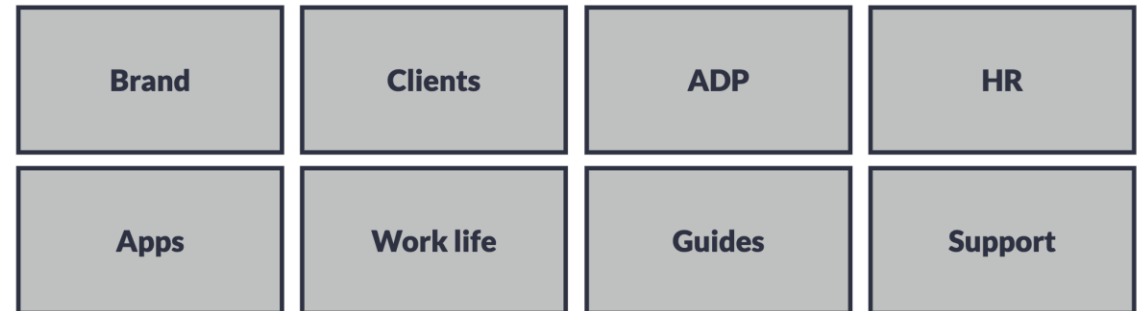 Brand
Clients
ADP
HR
Apps
Work life
Guides
Support